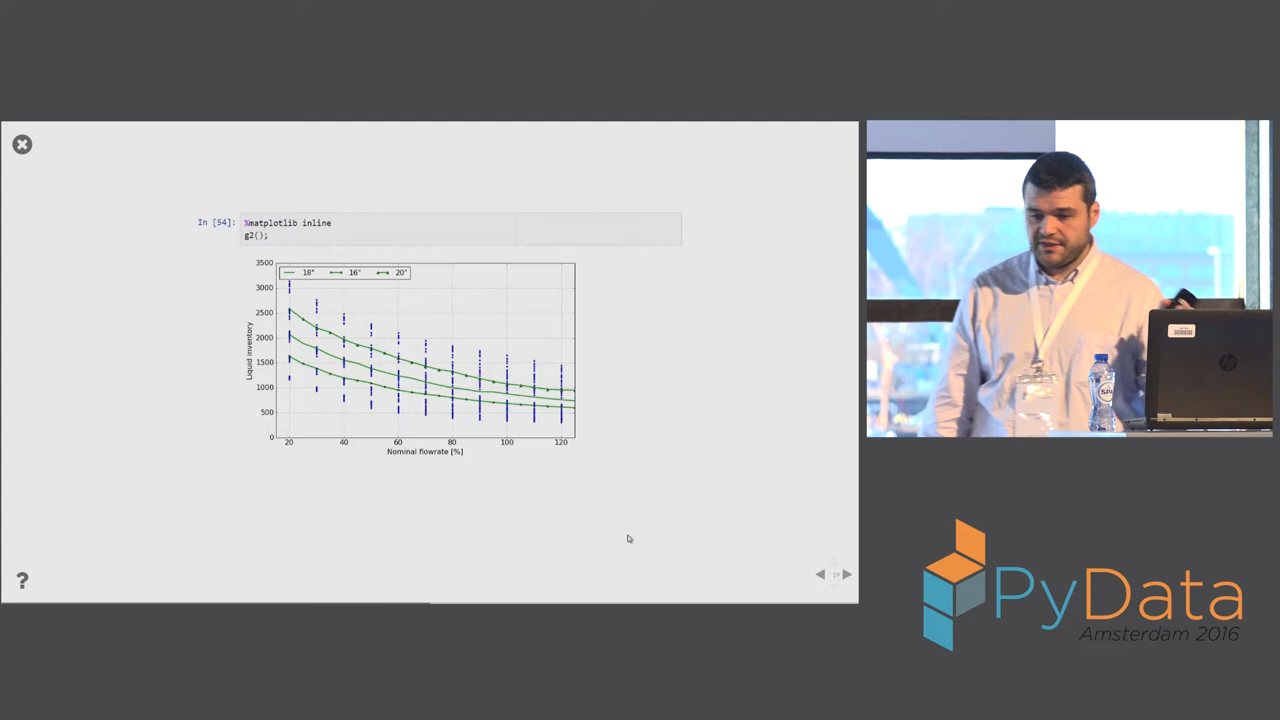 In [54]:
%matplotlib inline
g2();
18" 16" 20"
3500
3000
2500
2000
1500
1000
500
0
20 40 60 80 100 120
Liquid inventory
Nominal flowrate [%]
?
19
PyData
Amsterdam 2016